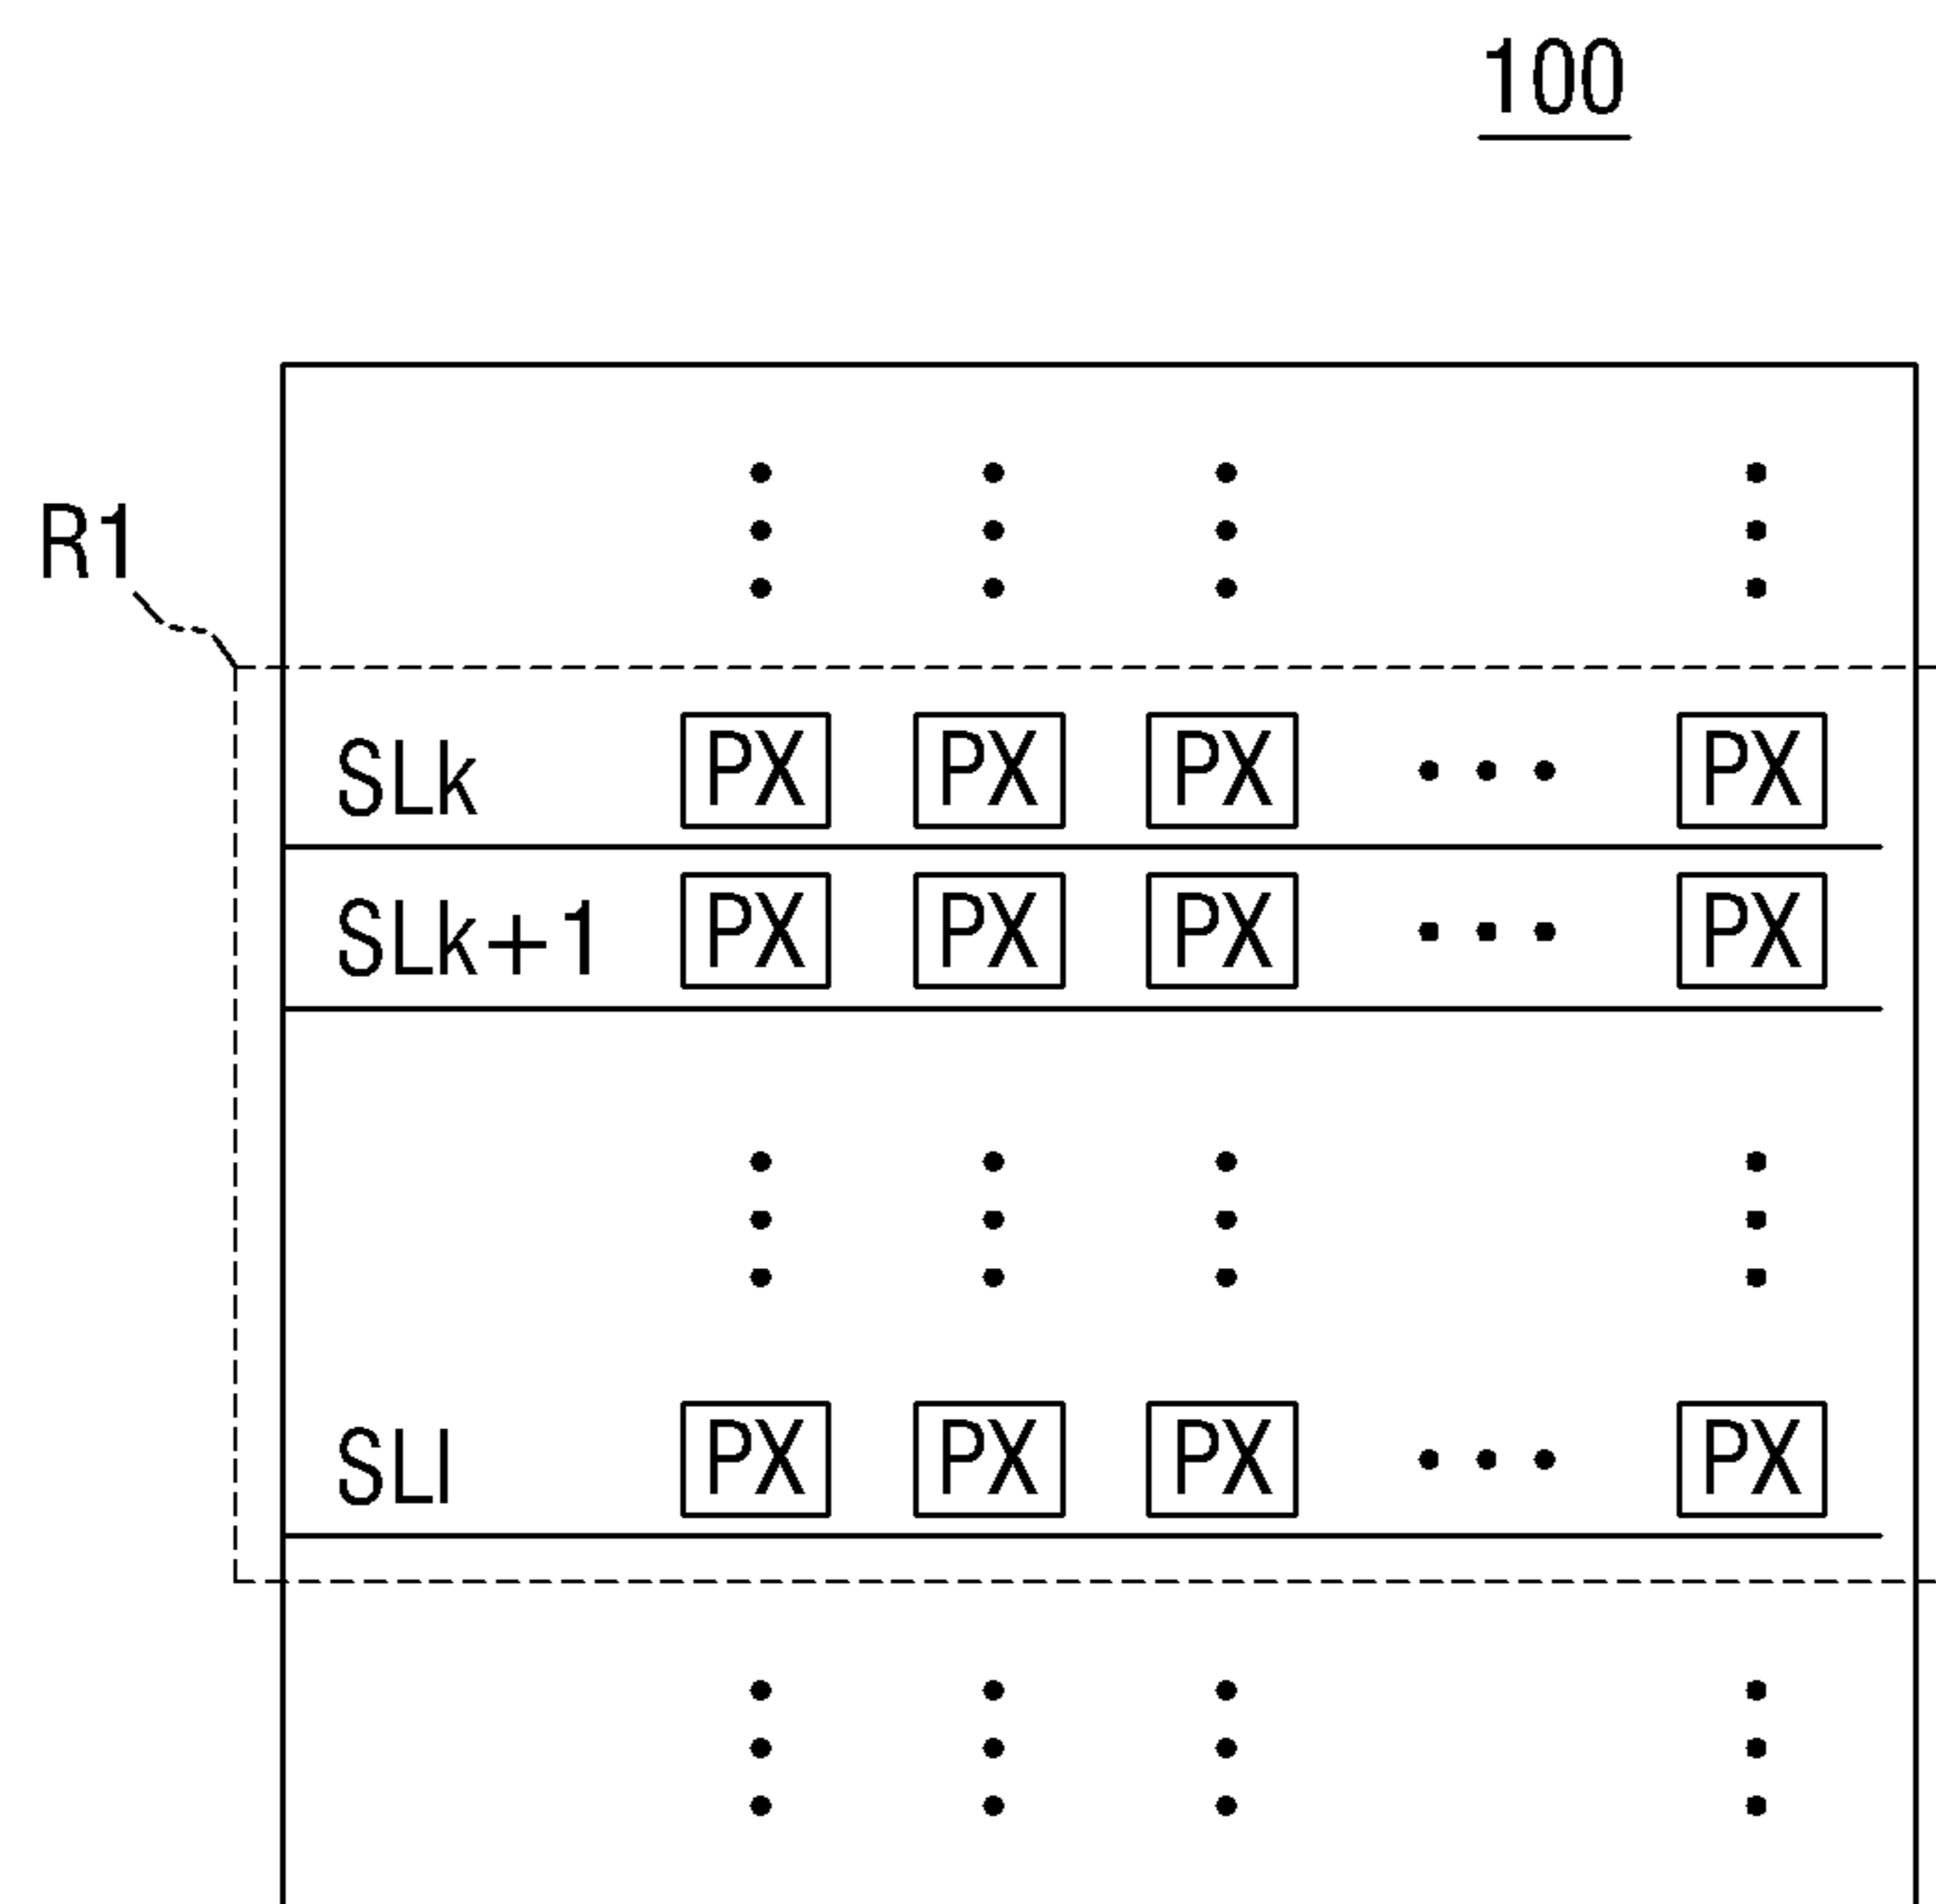 100
R1
SLk PX PX PX • • • PX
SLk+1 PX PX PX • • • PX
SLl PX PX PX • • • PX